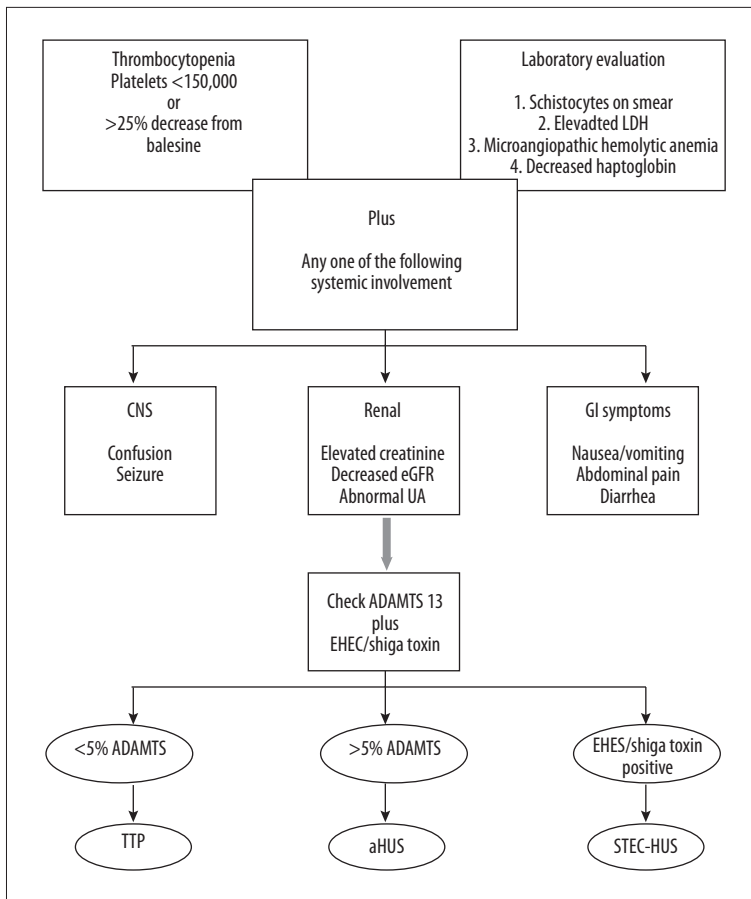 Thrombocytopenia
Platelets <150,000
or
>25% decrease from
balesine
Laboratory evaluation
1. Schistocytes on smear
2. Elevadted LDH
3. Microangiopathic hemolytic anemia
4. Decreased haptoglobin
Plus
Any one of the following
systemic involvement
CNS
Confusion
Seizure
Renal
Elevated creatinine
Decreased eGFR
Abnormal UA
GI symptoms
Nausea/vomiting
Abdominal pain
Diarrhea
Check ADAMTS 13
plus
EHEC/shiga toxin
<5% ADAMTS
>5% ADAMTS
EHES/shiga toxin
positive
TTP
aHUS
STEC-HUS